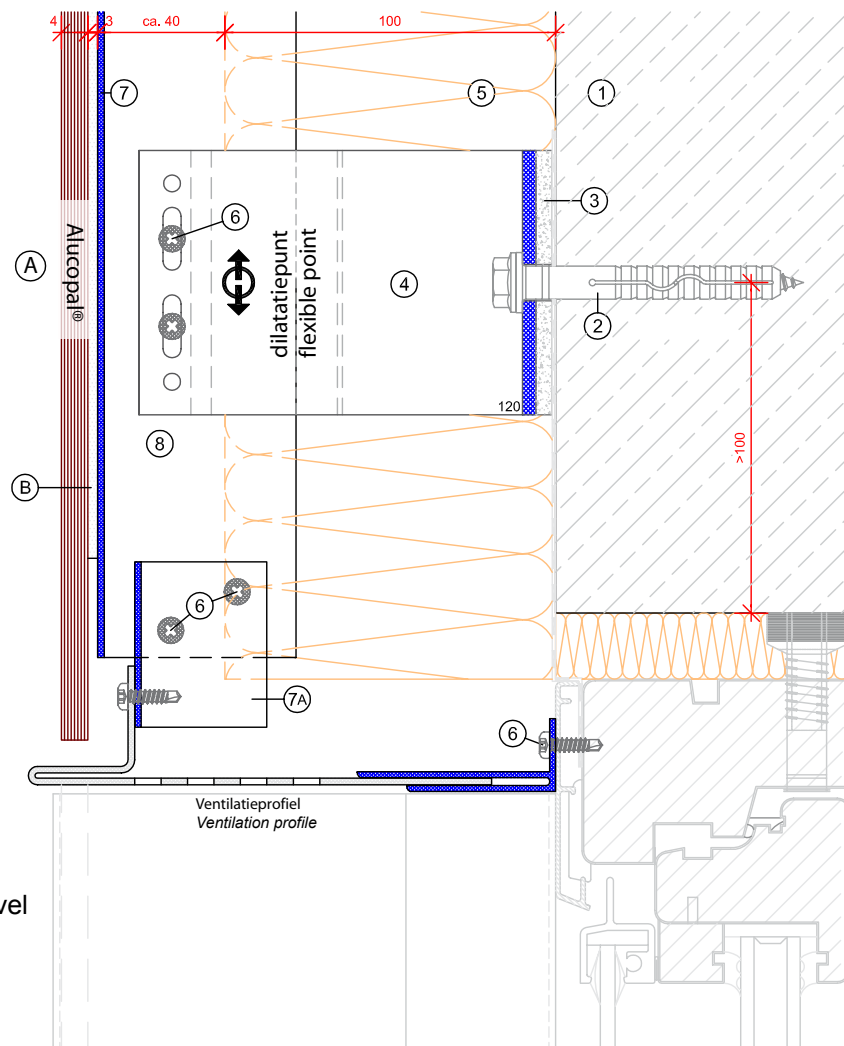 4
3
ca. 40
100
7
5
1
3
6
A
Alucopal®
dilatatiepunt
flexible point
4
2
120
8
>100
B
6
7A
6
Ventilatieprofiel
Ventilation profile
vel